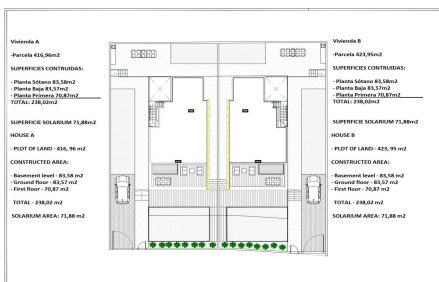 Vivienda A
-Parcela 416,96m2
SUPERFICIES CONTRUIDAS:
- Planta Sótano 83,58m2
- Planta Baja 83,57m2
- Planta Primera 70,87m2
TOTAL: 238,02m2
SUPERFICIE SOLARIUM 71,88m2
HOUSE A
- PLOT OF LAND - 416, 96 m2
CONSTRUCTED AREA:
- Basement level - 83,58 m2
- Ground floor - 83,57 m2
- First floor - 70,87 m2
TOTAL - 238,02 m2
SOLARIUM AREA: 71,88 m2
Vivienda B
-Parcela 423,95m2
SUPERFICIES CONTRUIDAS:
- Planta Sótano 83,58m2
- Planta Baja 83,57m2
- Planta Primera 70,87m2
TOTAL: 238,02m2
SUPERFICIE SOLARIUM 71,88m2
HOUSE B
- PLOT OF LAND - 423, 95 m2
CONSTRUCTED AREA:
- Basement level - 83,58 m2
- Ground floor - 83,57 m2
- First floor - 70,87 m2
TOTAL - 238,02 m2
SOLARIUM AREA: 71,88 m2